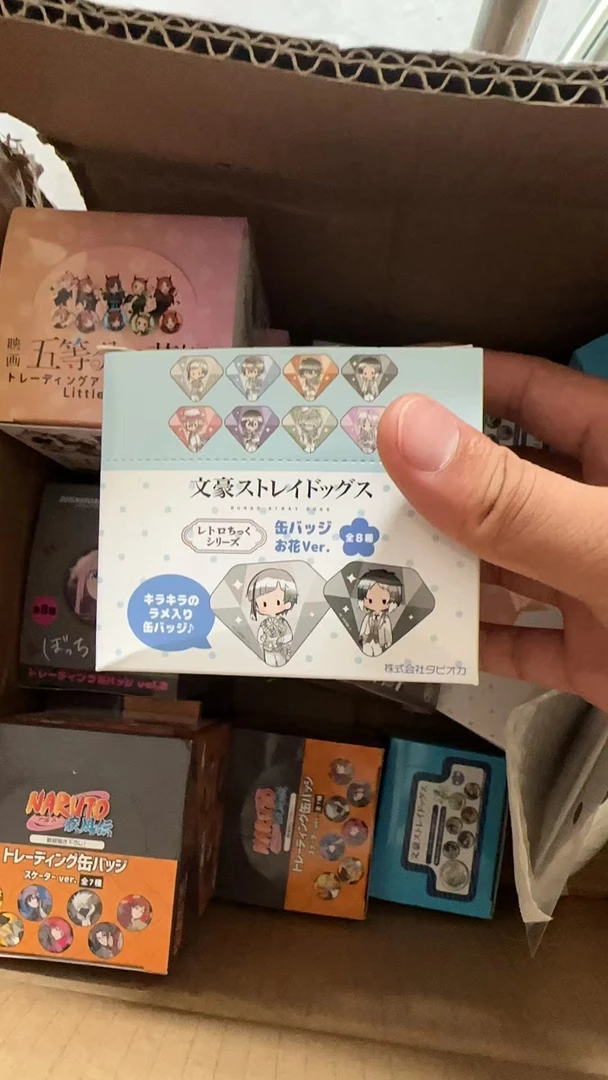 映画
五等
トレーディングア
Little
文豪ストレイドッグス
BUNGO STRAY DOGS
レトロちっく
シリーズ
缶バッジ
お花Ver.
全8種
キラキラの
ラメ入り
缶バッジ♪
株式会社タピオカ
全8種
ぼっち
トレーディング缶バッジ vol.2
NARUTO
疾風伝
トレーディング缶バッジ
スケーターver.
全7種
NARUTO
トレーディング缶バッジ
文豪ストレイドッグス